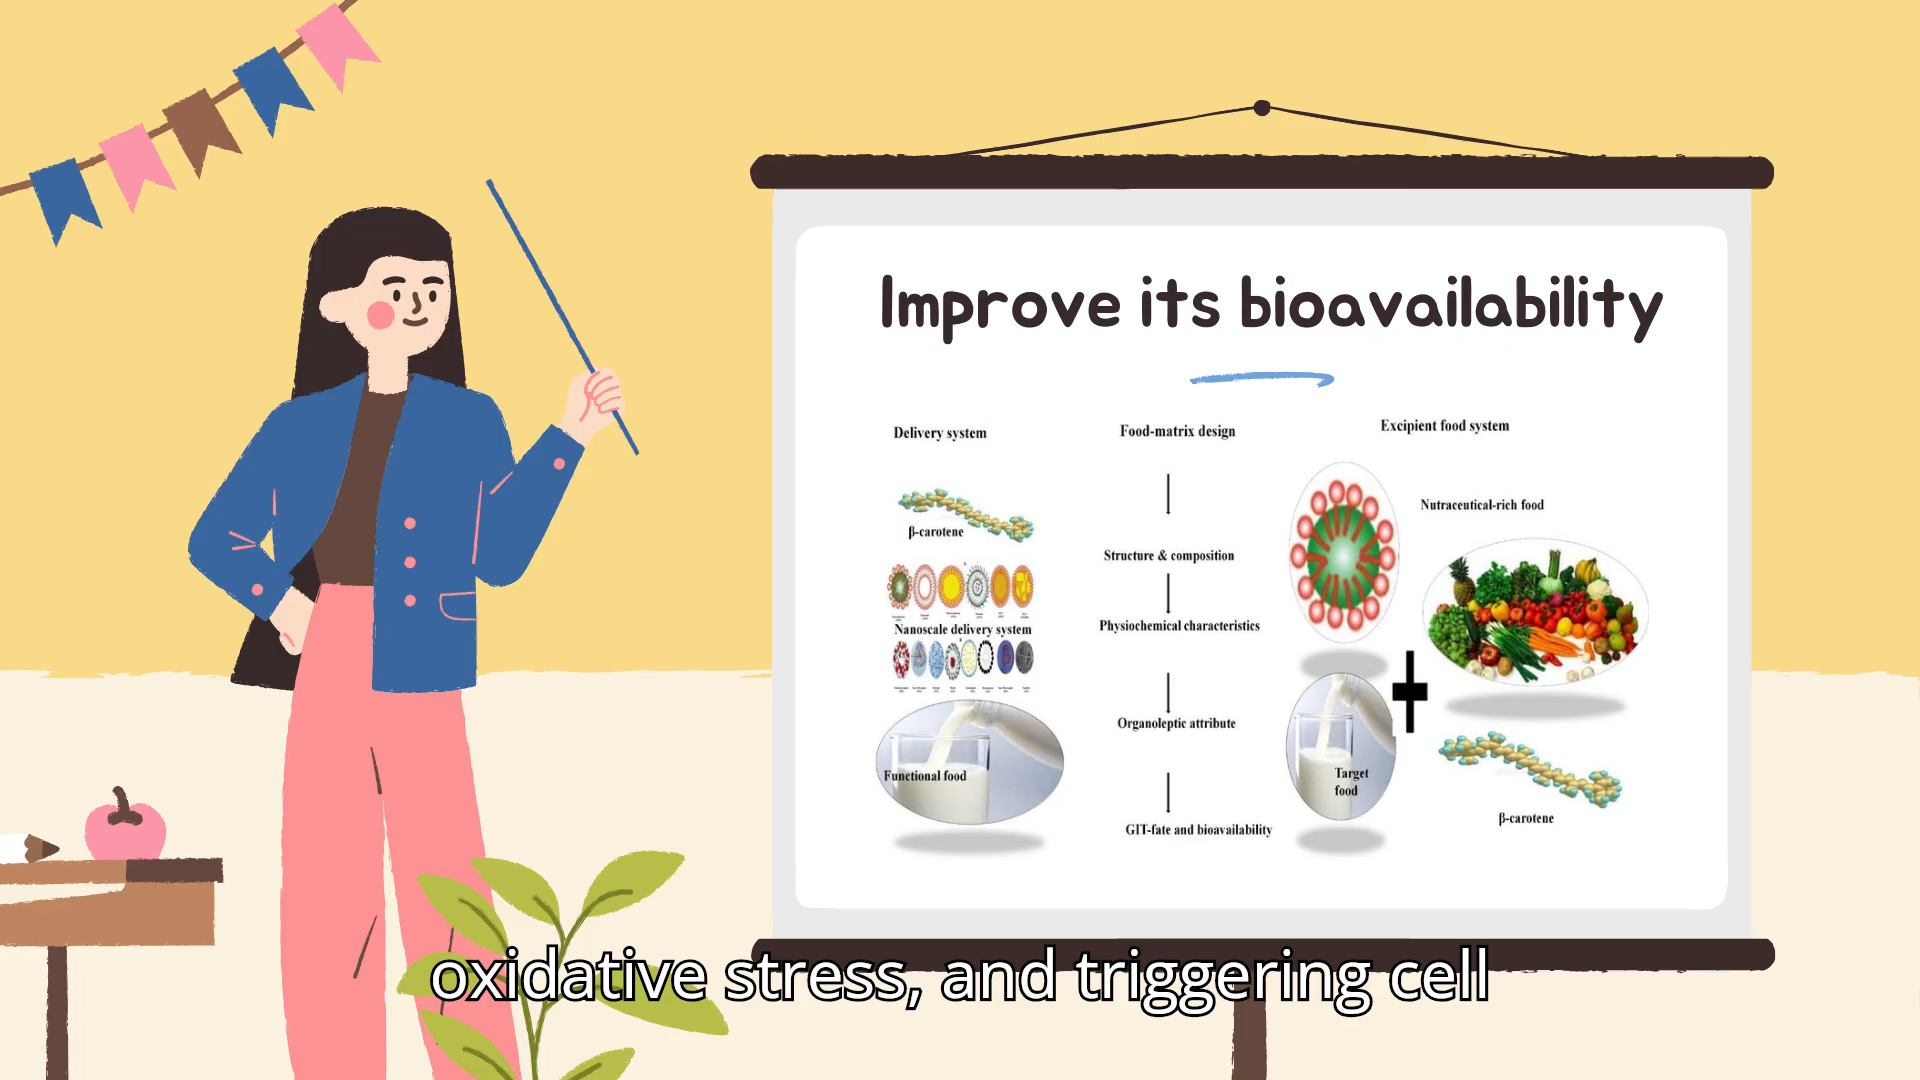 Improve its bioavailability
Delivery system
β-carotene
Nanoscale delivery system
Functional food
Food-matrix design
Structure & composition
Physiochemical characteristics
Organoleptic attribute
GIT-fate and bioavailability
Excipient food system
Nutraceutical-rich food
Target
food
β-carotene
oxidative stress, and triggering cell